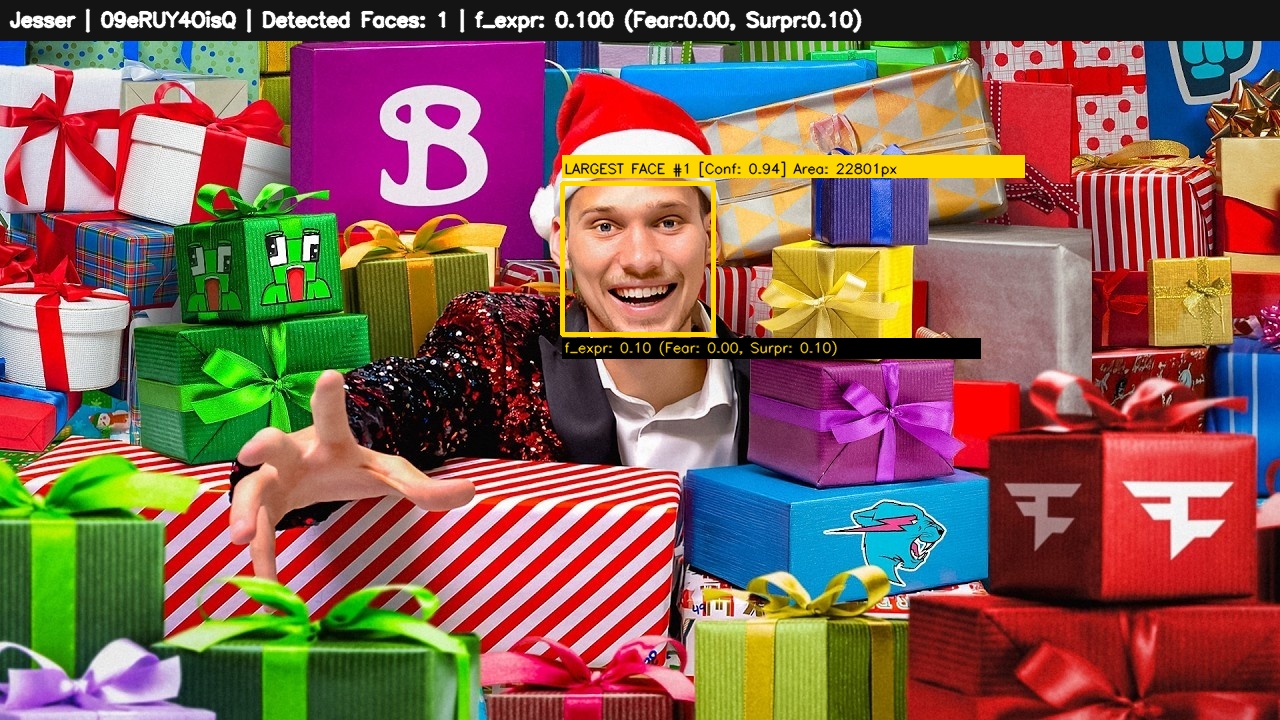 Jesser | 09eRUY4OisQ | Detected Faces: 1 | f_expr: 0.100 (Fear:0.00, Surpr:0.10)
B
LARGEST FACE #1 [Conf: 0.94] Area: 22801px
f_expr: 0.10 (Fear: 0.00, Surpr: 0.10)